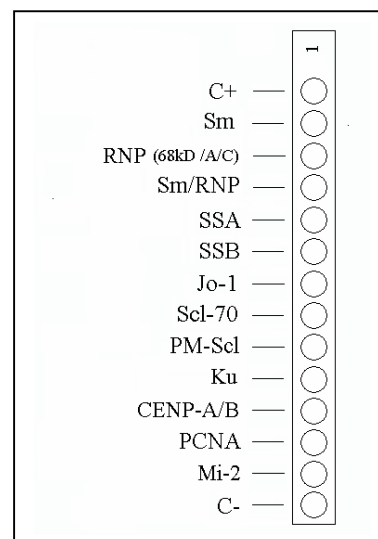 1
C+
Sm
RNP (68kD /A/C)
Sm/RNP
SSA
SSB
Jo-1
Scl-70
PM-Scl
Ku
CENP-A/B
PCNA
Mi-2
C-